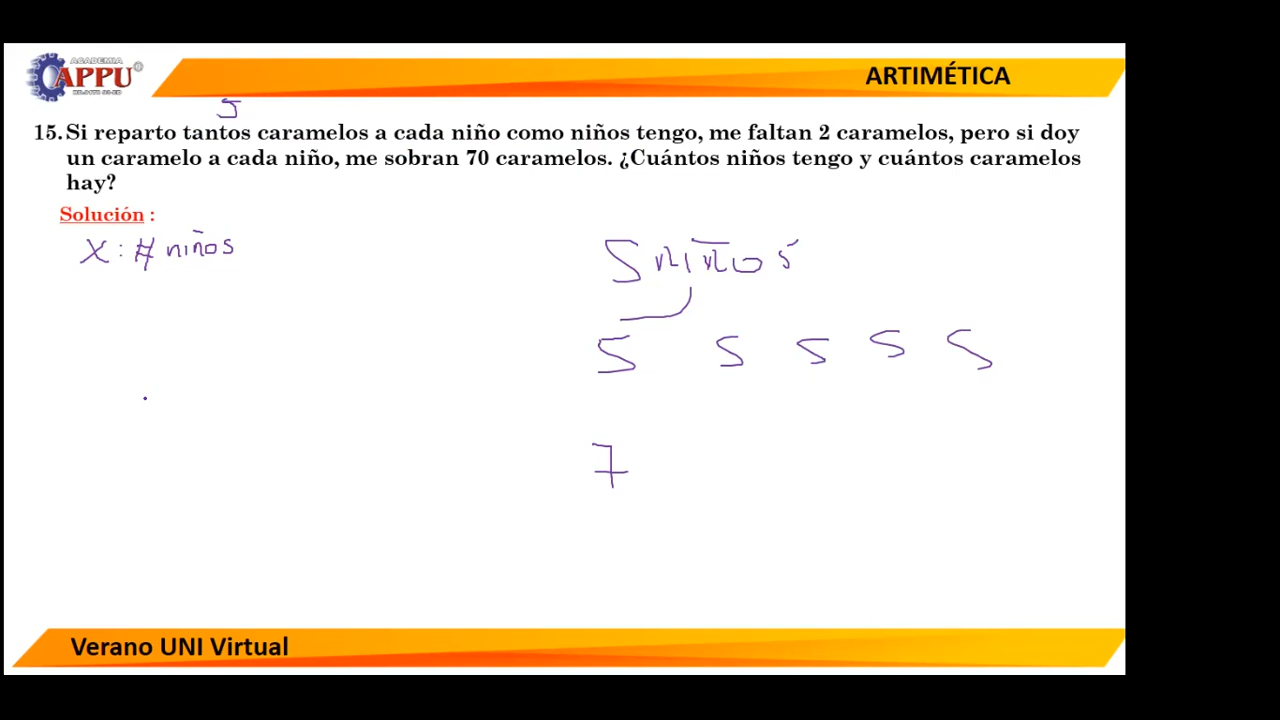 ACADEMIA
APPU
ARTIMÉTICA
5
15. Si reparto tantos caramelos a cada niño como niños tengo, me faltan 2 caramelos, pero si doy
un caramelo a cada niño, me sobran 70 caramelos. ¿Cuántos niños tengo y cuántos caramelos
hay?
Solución :
X : # niños
5 niños
5 5 5 5 5
7
Verano UNI Virtual